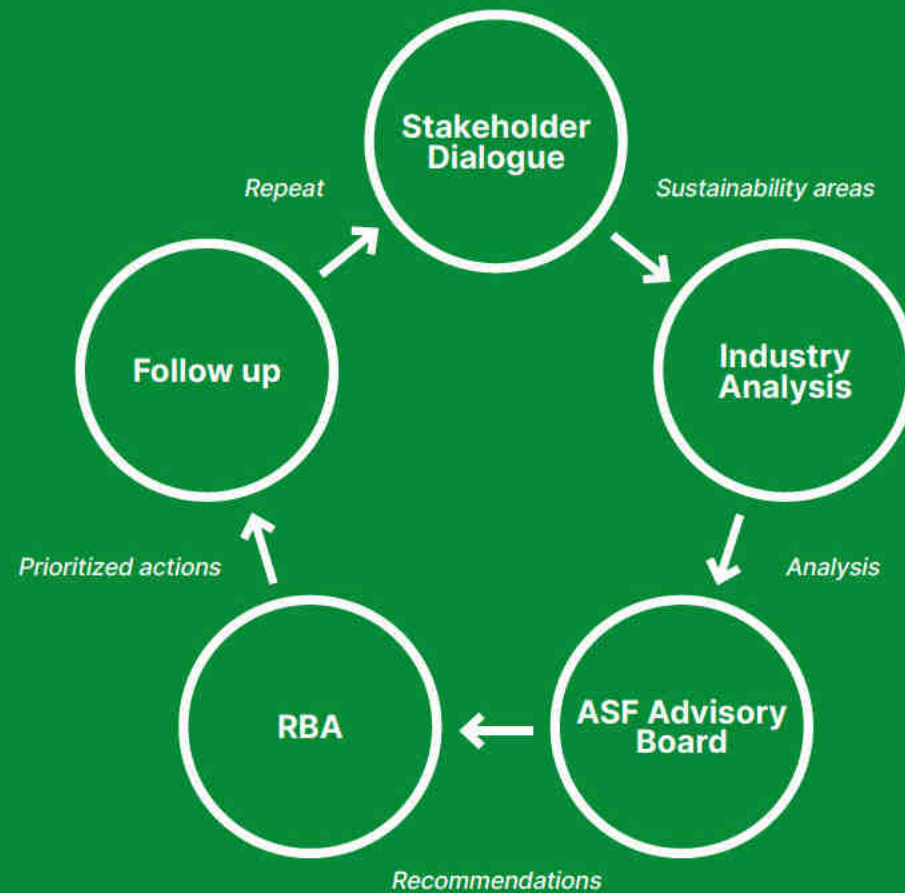 Stakeholder
Dialogue
Repeat
Sustainability areas
Follow up
Industry
Analysis
Prioritized actions
Analysis
RBA
ASF Advisory
Board
Recommendations